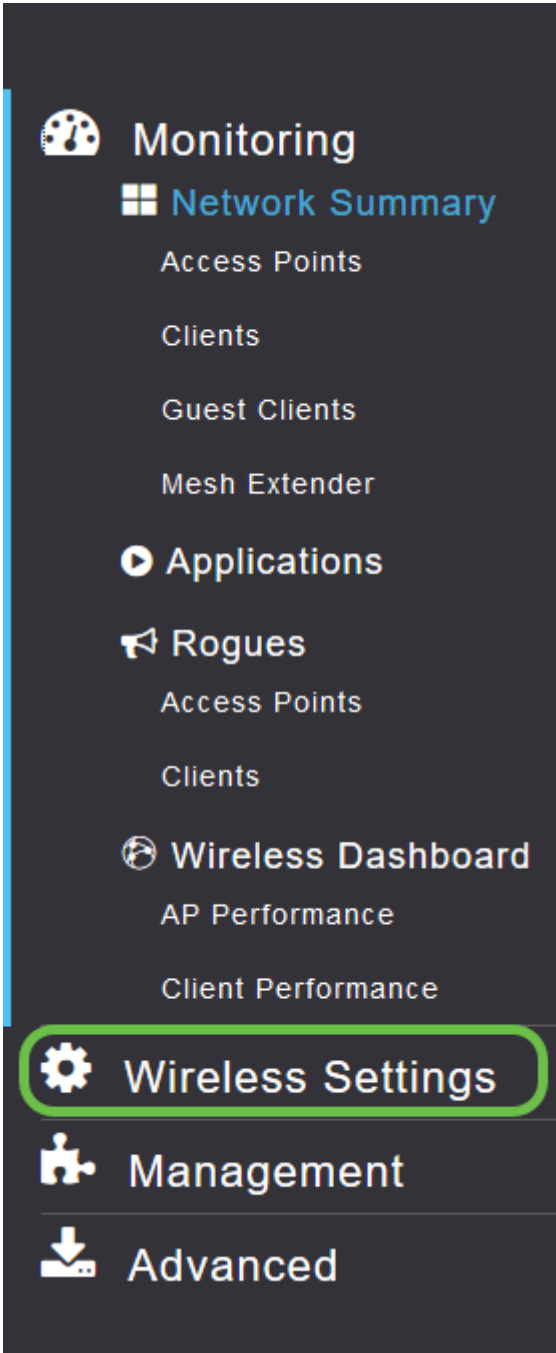 Monitoring
Network Summary
Access Points
Clients
Guest Clients
Mesh Extender
Applications
Rogues
Access Points
Clients
Wireless Dashboard
AP Performance
Client Performance
Wireless Settings
Management
Advanced